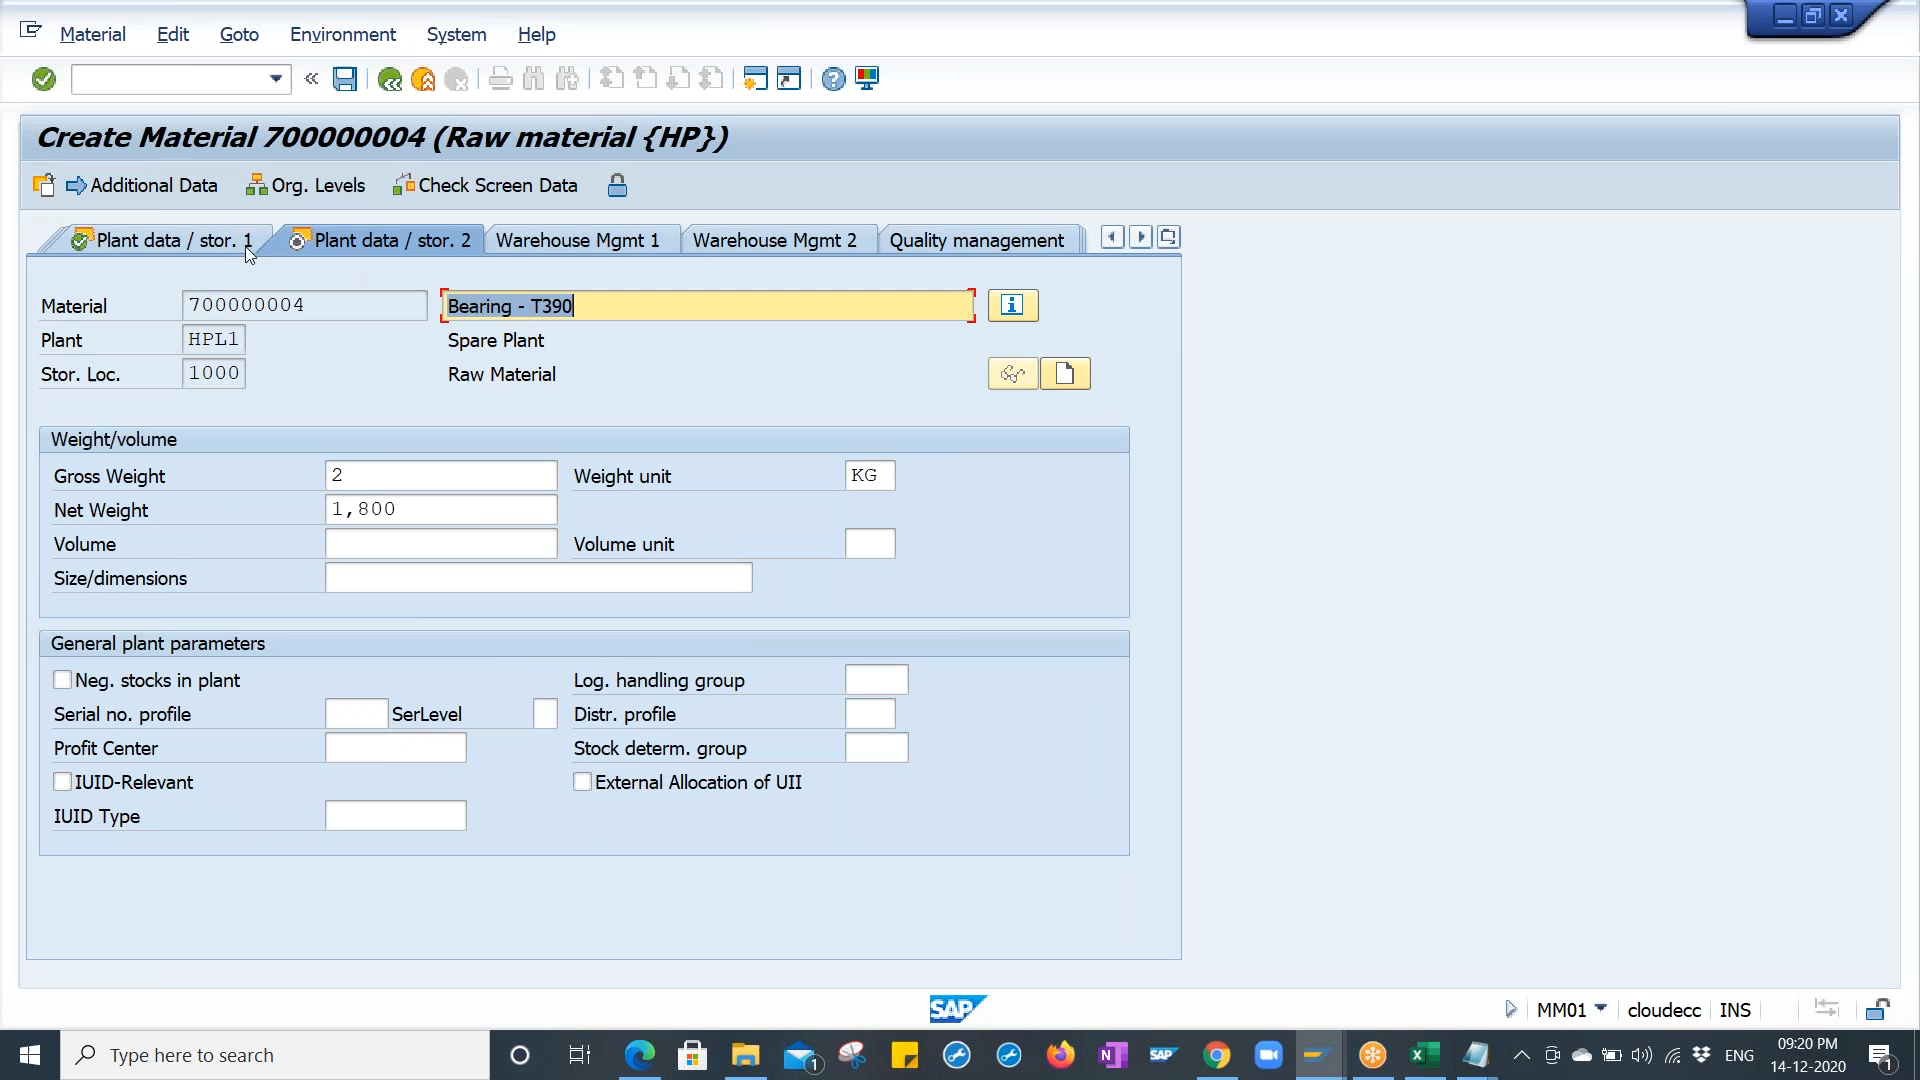 Material Edit Goto Environment System Help
Create Material 700000004 (Raw material {HP})
Additional Data Org. Levels Check Screen Data
Plant data / stor. 1 Plant data / stor. 2 Warehouse Mgmt 1 Warehouse Mgmt 2 Quality management
Material 700000004 Bearing - T390
Plant HPL1 Spare Plant
Stor. Loc. 1000 Raw Material
Weight/volume
Gross Weight 2 Weight unit KG
Net Weight 1,800
Volume Volume unit
Size/dimensions
General plant parameters
Neg. stocks in plant Log. handling group
Serial no. profile SerLevel Distr. profile
Profit Center Stock determ. group
IUID-Relevant External Allocation of UII
IUID Type
SAP MM01 cloudecc INS
Type here to search 1 N SAP ENG 09:20 PM
14-12-2020 1